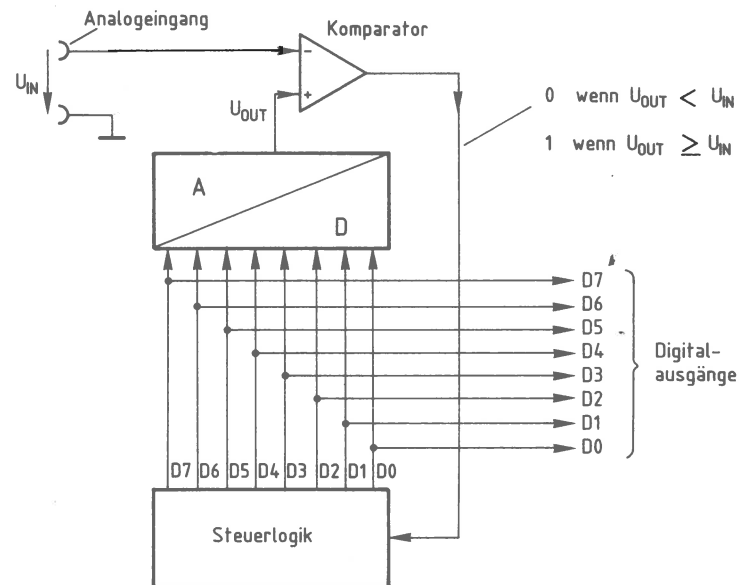 Analogeingang
Komparator
U_IN
−
+
U_OUT
0 wenn U_OUT < U_IN
1 wenn U_OUT ≥ U_IN
A
D
D7
D6
D5
D4
D3
D2
D1
D0
Digital-
ausgänge
D7 D6 D5 D4 D3 D2 D1 D0
Steuerlogik